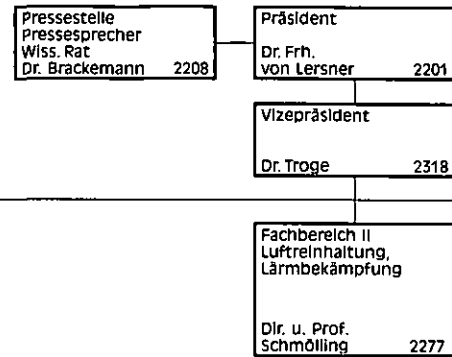 Pressestelle
Pressesprecher
Wiss. Rat
Dr. Brackemann 2208
Präsident
Dr. Frh.
von Lersner 2201
Vizepräsident
Dr. Troge 2318
Fachbereich II
Luftreinhaltung,
Lärmbekämpfung
Dir. u. Prof.
Schmölling 2277